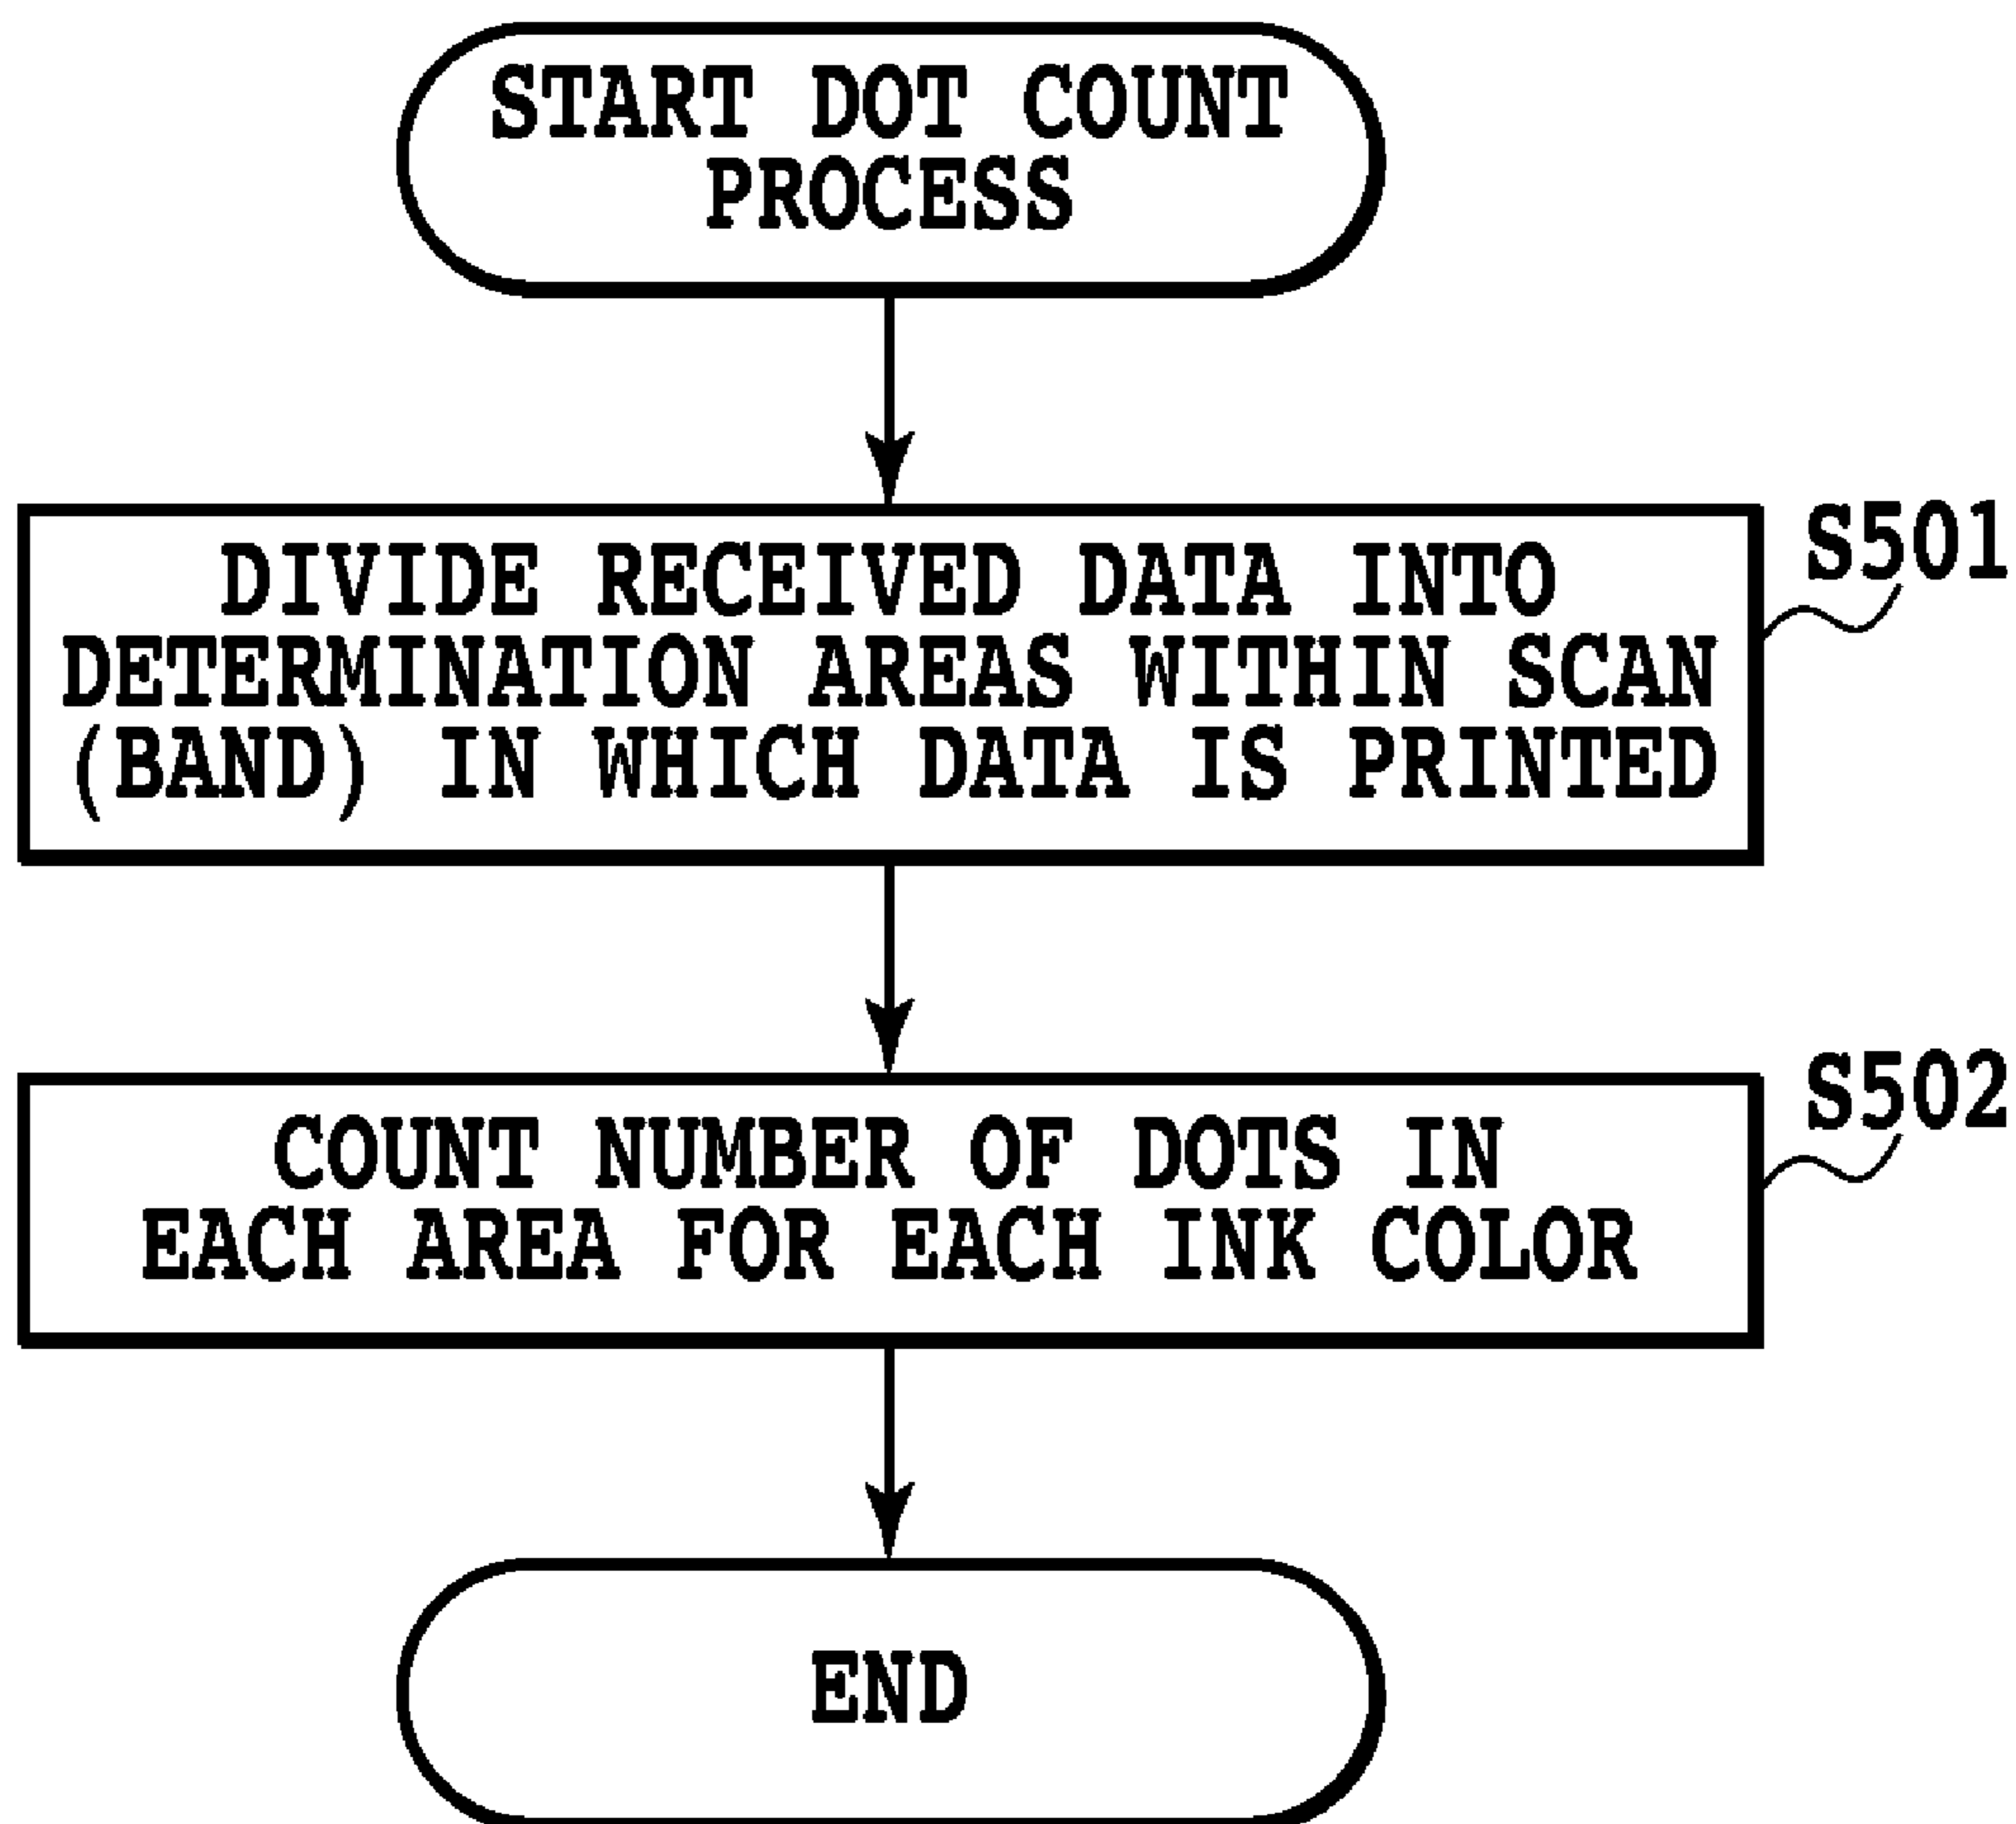 START DOT COUNT
PROCESS
S501
DIVIDE RECEIVED DATA INTO
DETERMINATION AREAS WITHIN SCAN
(BAND) IN WHICH DATA IS PRINTED
S502
COUNT NUMBER OF DOTS IN
EACH AREA FOR EACH INK COLOR
END